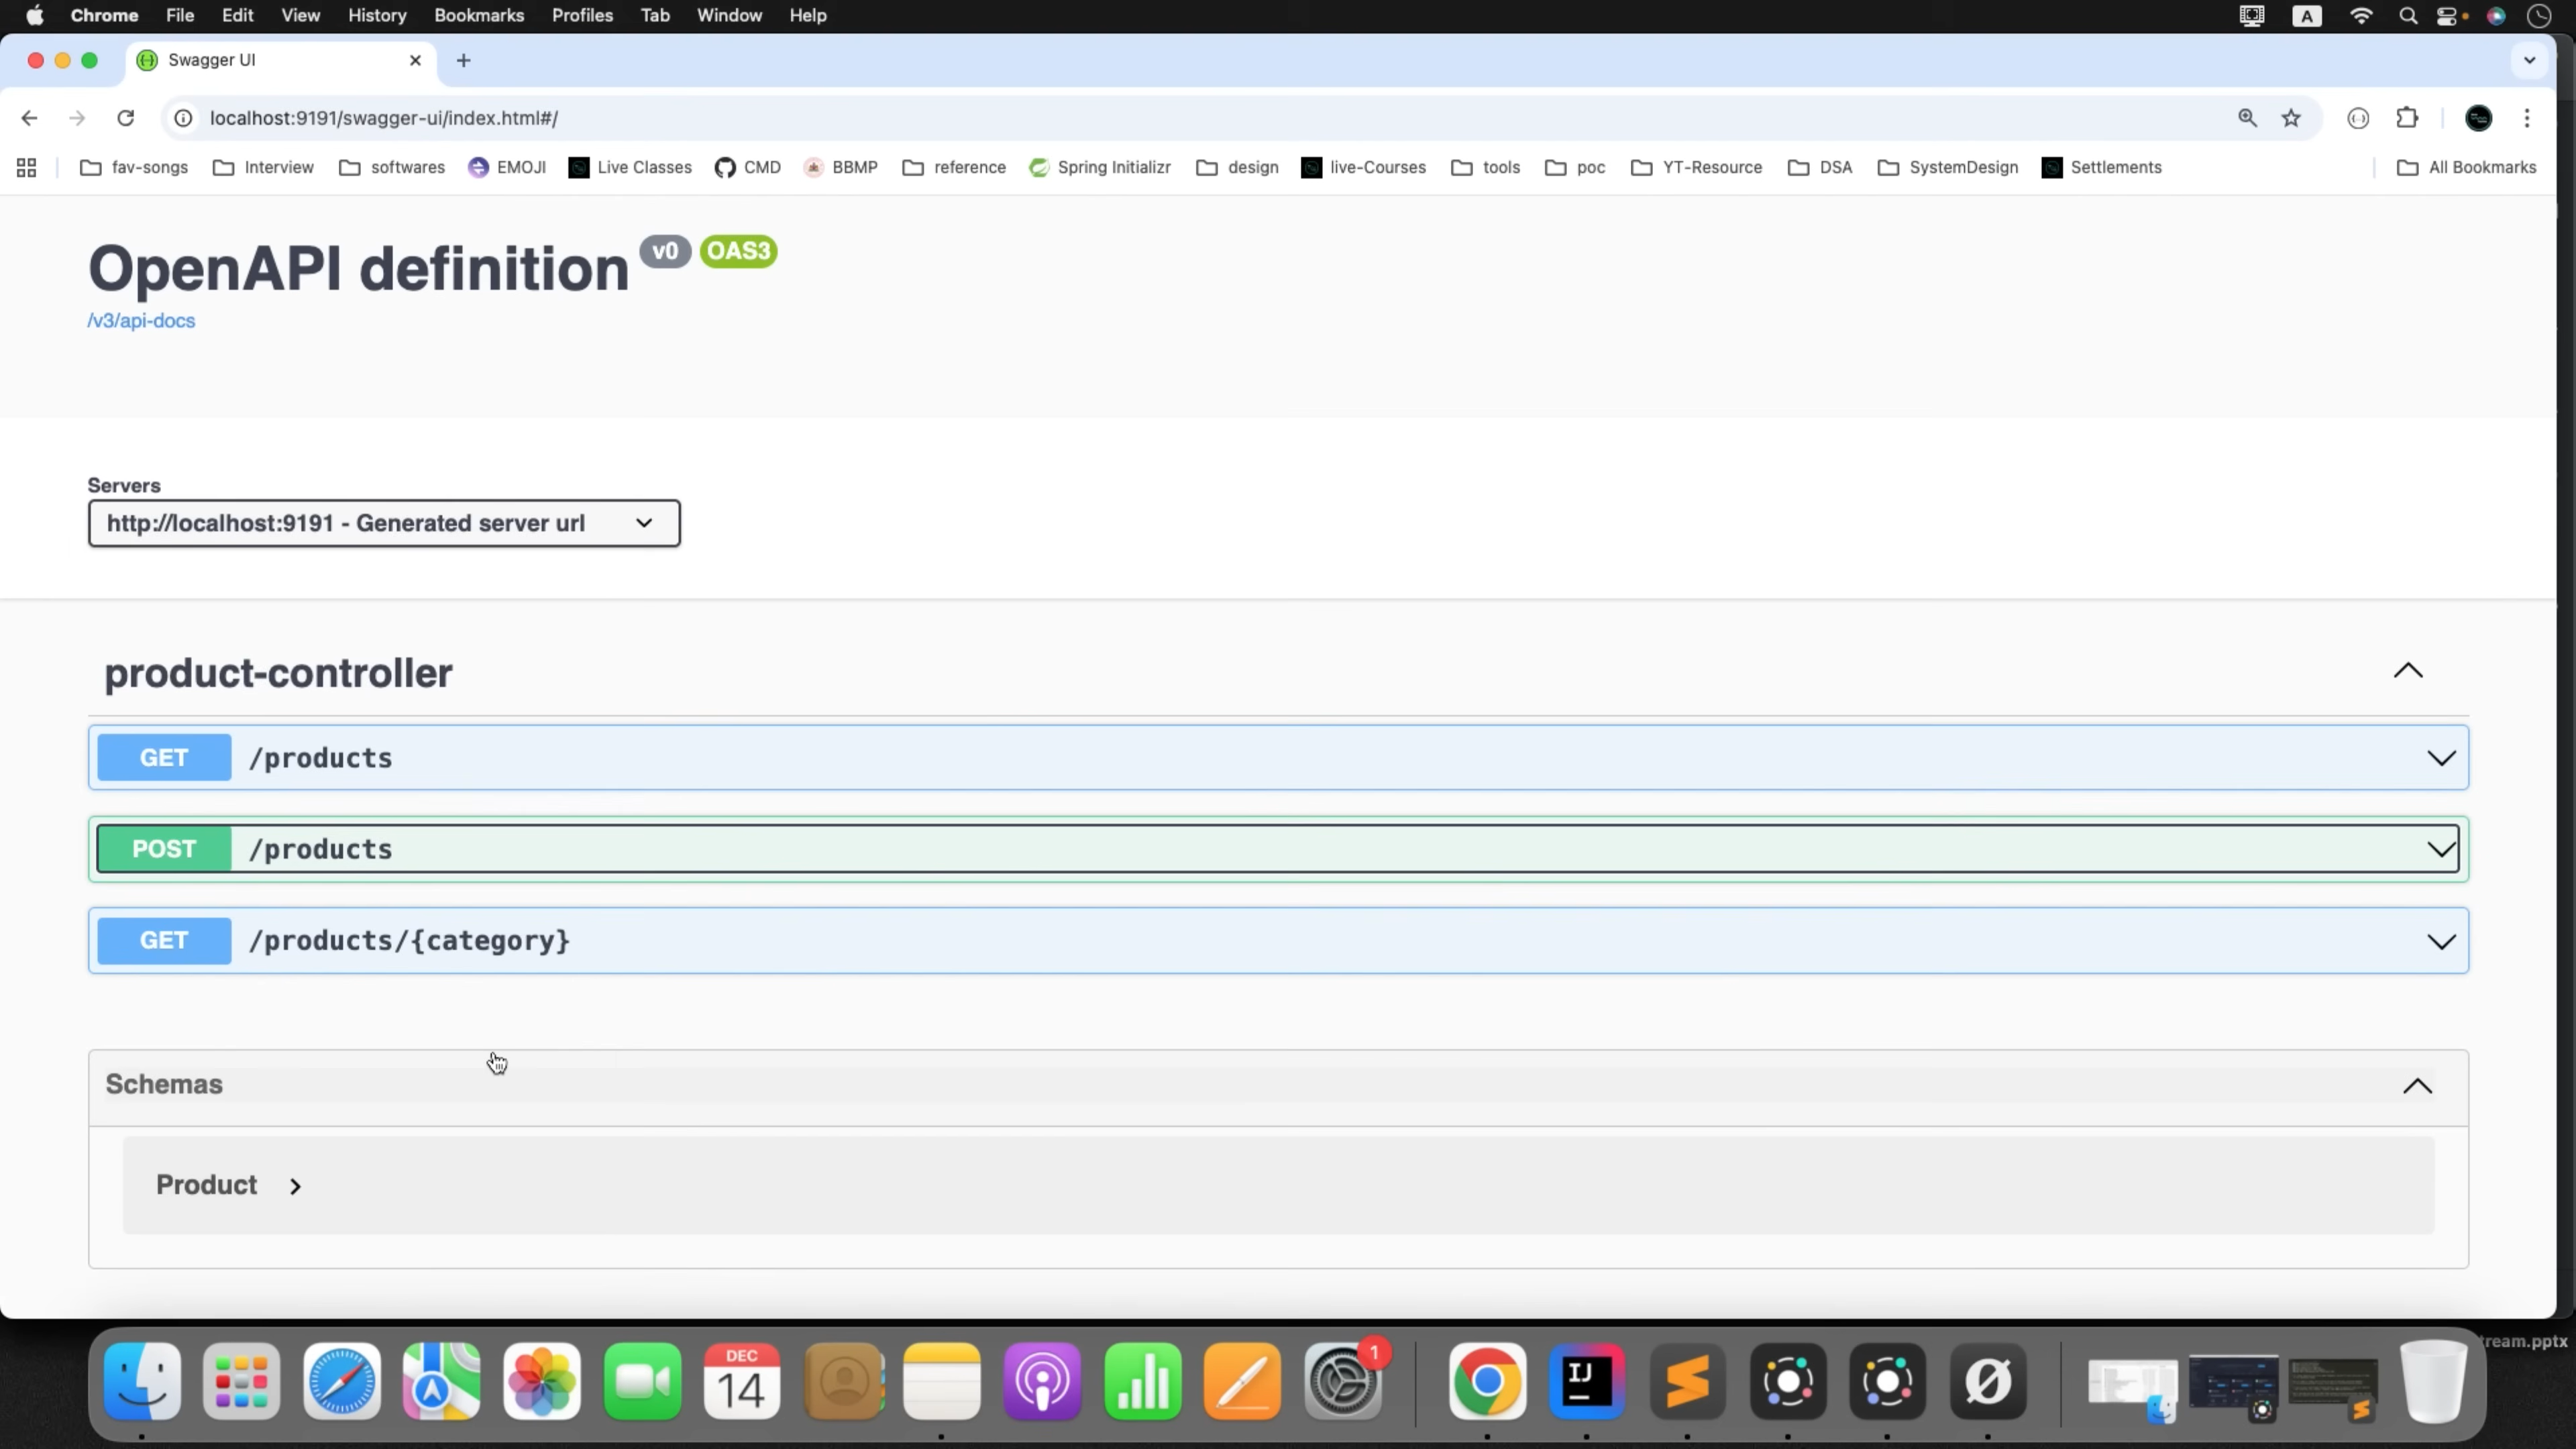 Chrome File Edit View History Bookmarks Profiles Tab Window Help A
Swagger UI
localhost:9191/swagger-ui/index.html#/
fav-songs Interview softwares EMOJI Live Classes CMD BBMP reference Spring Initializr design live-Courses tools poc YT-Resource DSA SystemDesign Settlements All Bookmarks
OpenAPI definition v0 OAS3
/v3/api-docs
Servers
http://localhost:9191 - Generated server url
product-controller
GET /products
POST /products
GET /products/{category}
Schemas
Product
tream.pptx
DEC
14
1
IJ